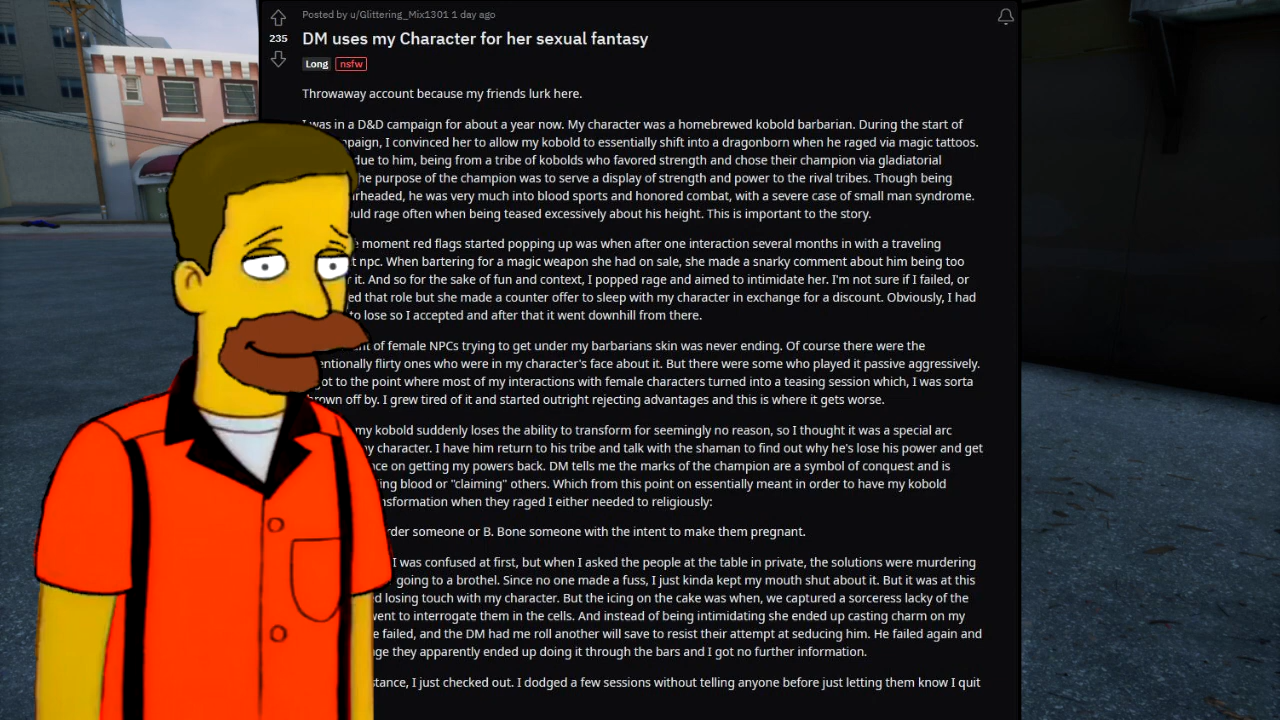 Posted by u/Glittering_Mix1301 1 day ago
235
DM uses my Character for her sexual fantasy
Long nsfw
Throwaway account because my friends lurk here.
I was in a D&D campaign for about a year now. My character was a homebrewed kobold barbarian. During the start of
I convinced her to allow my kobold to essentially shift into a dragonborn when he raged via magic tattoos.
due to him, being from a tribe of kobolds who favored strength and chose their champion via gladiatorial
he purpose of the champion was to serve a display of strength and power to the rival tribes. Though being
he was very much into blood sports and honored combat, with a severe case of small man syndrome.
rage often when being teased excessively about his height. This is important to the story.
moment red flags started popping up was when after one interaction several months in with a traveling
npc. When bartering for a magic weapon she had on sale, she made a snarky comment about him being too
it. And so for the sake of fun and context, I popped rage and aimed to intimidate her. I'm not sure if I failed, or
that role but she made a counter offer to sleep with my character in exchange for a discount. Obviously, I had
to lose so I accepted and after that it went downhill from there.
of female NPCs trying to get under my barbarians skin was never ending. Of course there were the
flirty ones who were in my character's face about it. But there were some who played it passive aggressively.
got to the point where most of my interactions with female characters turned into a teasing session which, I was sorta
off by. I grew tired of it and started outright rejecting advantages and this is where it gets worse.
my kobold suddenly loses the ability to transform for seemingly no reason, so I thought it was a special arc
my character. I have him return to his tribe and talk with the shaman to find out why he's lose his power and get
on getting my powers back. DM tells me the marks of the champion are a symbol of conquest and is
blood or "claiming" others. Which from this point on essentially meant in order to have my kobold
when they raged I either needed to religiously:
someone or B. Bone someone with the intent to make them pregnant.
I was confused at first, but when I asked the people at the table in private, the solutions were murdering
going to a brothel. Since no one made a fuss, I just kinda kept my mouth shut about it. But it was at this
losing touch with my character. But the icing on the cake was when, we captured a sorceress lacky of the
to interrogate them in the cells. And instead of being intimidating she ended up casting charm on my
failed, and the DM had me roll another will save to resist their attempt at seducing him. He failed again and
they apparently ended up doing it through the bars and I got no further information.
I just checked out. I dodged a few sessions without telling anyone before just letting them know I quit